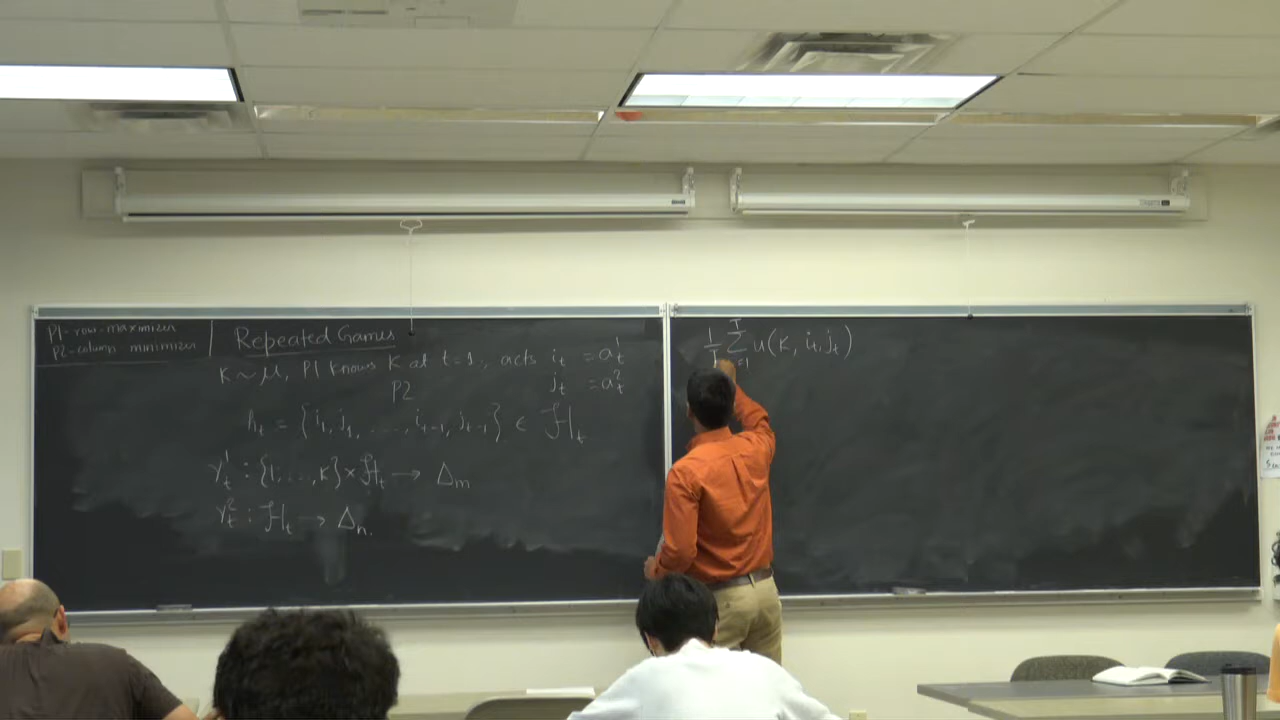 P1-row-maximizer
P2-column minimizer
Repeated Games
K ~ μ, P1 knows K at t=1, acts i_t = a_t^1
P2 j_t = a_t^2
h_t = {i_1, j_1, ...., i_{t-1}, j_{t-1}} ∈ ℋ_t
γ_t^1 : {1,...,K} × ℋ_t → Δ_m
γ_t^2 : ℋ_t → Δ_n.
1/T Σ_{t=1}^T u(K, i_t, j_t)